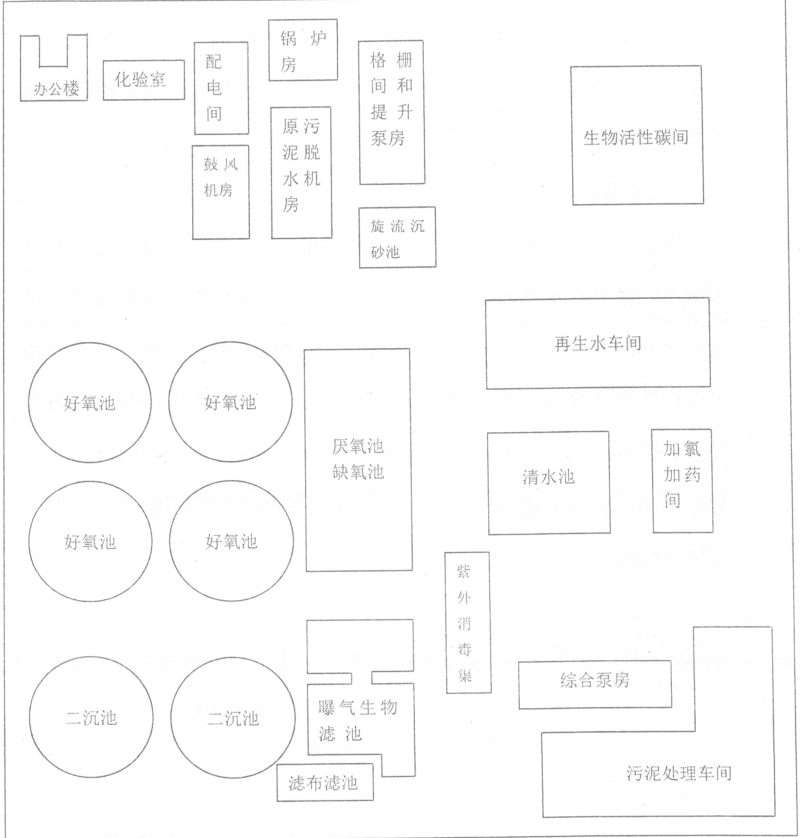 办公楼
化验室
配
电
间
锅炉
房
格栅
间和
提升
泵房
生物活性碳间
鼓风
机房
原污
泥脱
水机
房
旋流沉
砂池
再生水车间
好氧池
好氧池
厌氧池
缺氧池
清水池
加氯
加药
间
好氧池
好氧池
紫
外
消
毒
渠
二沉池
二沉池
曝气生物
滤池
综合泵房
滤布滤池
污泥处理车间